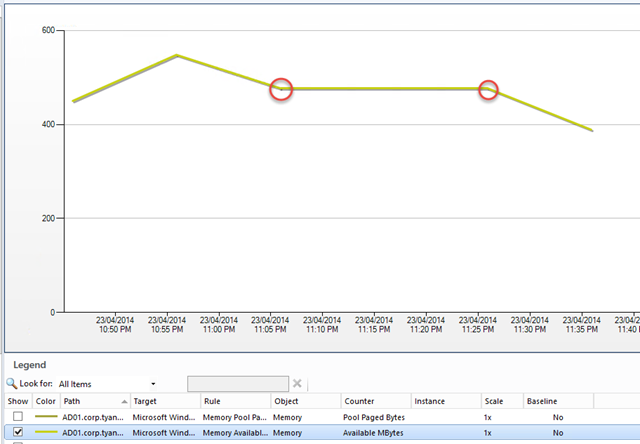 600
400
200
0
23/04/2014 23/04/2014 23/04/2014 23/04/2014 23/04/2014 23/04/2014 23/04/2014 23/04/2014 23/04/2014 23/04/2014 23/04/20
10:50 PM 10:55 PM 11:00 PM 11:05 PM 11:10 PM 11:15 PM 11:20 PM 11:25 PM 11:30 PM 11:35 PM 11:40 P
Legend
Look for: All Items
Show Color Path Target Rule Object Counter Instance Scale Baseline
AD01.corp.tyan... Microsoft Wind... Memory Pool Pa... Memory Pool Paged Bytes 1x No
AD01.corp.tyan... Microsoft Wind... Memory Availabl... Memory Available MBytes 1x No